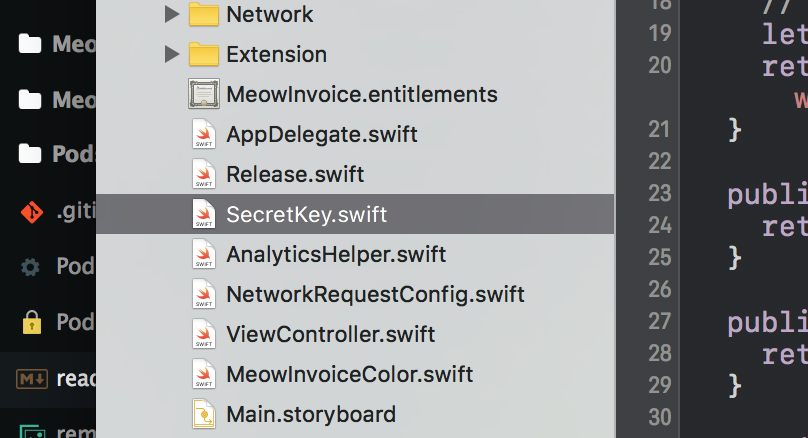 Network
Extension
MeowInvoice.entitlements
AppDelegate.swift
Release.swift
SecretKey.swift
AnalyticsHelper.swift
NetworkRequestConfig.swift
ViewController.swift
MeowInvoiceColor.swift
Main.storyboard
Meo
Meo
Pod
.giti
Pod
Pod
M↓ read
rem
18 //
19 let
20 ret
w
21 }
22
23 publi
24 ret
25 }
26
27 publi
28 ret
29 }
30